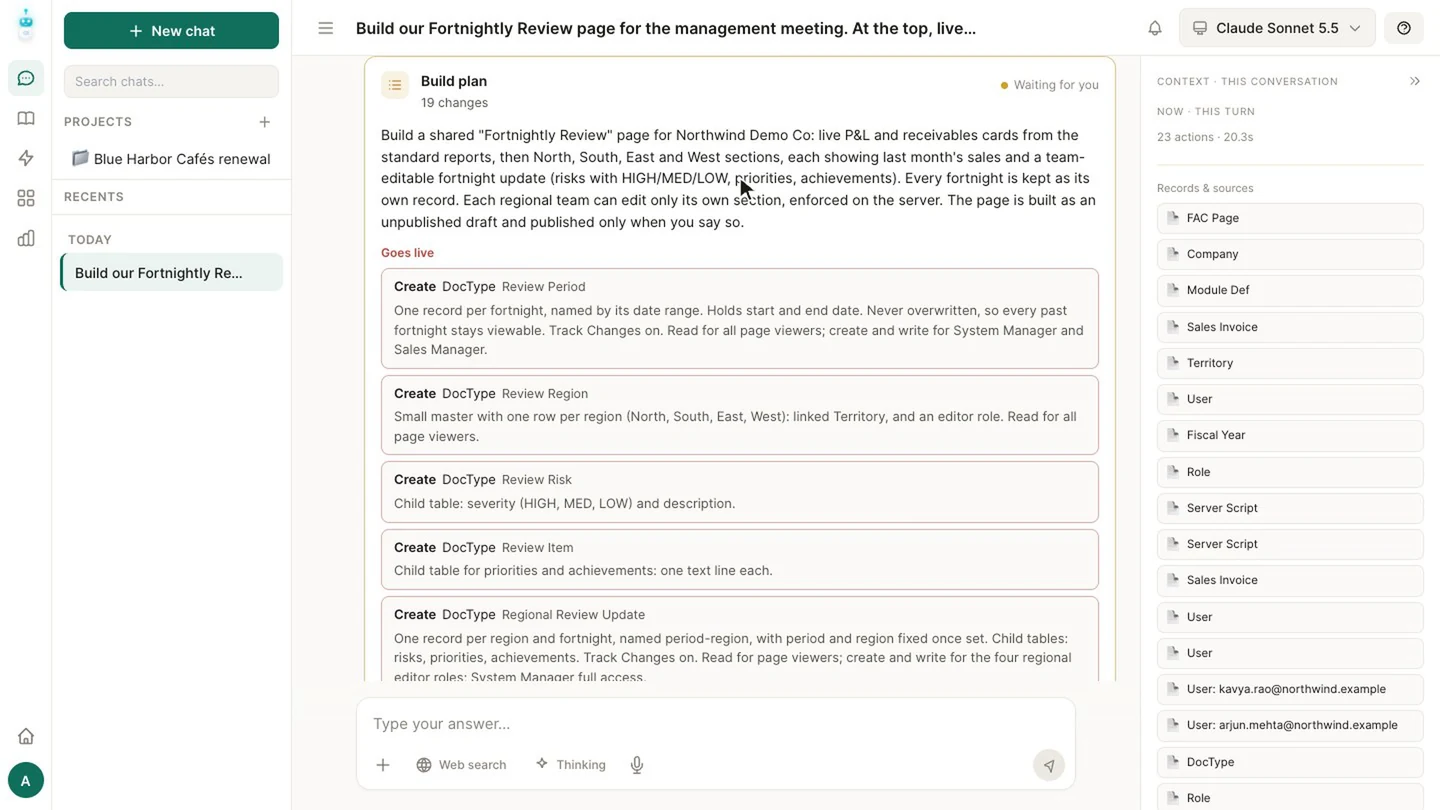 New chat
Search chats...
PROJECTS
Blue Harbor Cafés renewal
RECENTS
TODAY
Build our Fortnightly Re...
A
Build our Fortnightly Review page for the management meeting. At the top, live...
Claude Sonnet 5.5
Build plan
19 changes
Waiting for you
Build a shared "Fortnightly Review" page for Northwind Demo Co: live P&L and receivables cards from the
standard reports, then North, South, East and West sections, each showing last month's sales and a team-
editable fortnight update (risks with HIGH/MED/LOW, priorities, achievements). Every fortnight is kept as its
own record. Each regional team can edit only its own section, enforced on the server. The page is built as an
unpublished draft and published only when you say so.
Goes live
Create DocType Review Period
One record per fortnight, named by its date range. Holds start and end date. Never overwritten, so every past
fortnight stays viewable. Track Changes on. Read for all page viewers; create and write for System Manager and
Sales Manager.
Create DocType Review Region
Small master with one row per region (North, South, East, West): linked Territory, and an editor role. Read for all
page viewers.
Create DocType Review Risk
Child table: severity (HIGH, MED, LOW) and description.
Create DocType Review Item
Child table for priorities and achievements: one text line each.
Create DocType Regional Review Update
One record per region and fortnight, named period-region, with period and region fixed once set. Child tables:
risks, priorities, achievements. Track Changes on. Read for page viewers; create and write for the four regional
editor roles; System Manager full access.
Type your answer...
Web search
Thinking
CONTEXT · THIS CONVERSATION
NOW · THIS TURN
23 actions · 20.3s
Records & sources
FAC Page
Company
Module Def
Sales Invoice
Territory
User
Fiscal Year
Role
Server Script
Server Script
Sales Invoice
User
User
User: kavya.rao@northwind.example
User: arjun.mehta@northwind.example
DocType
Role